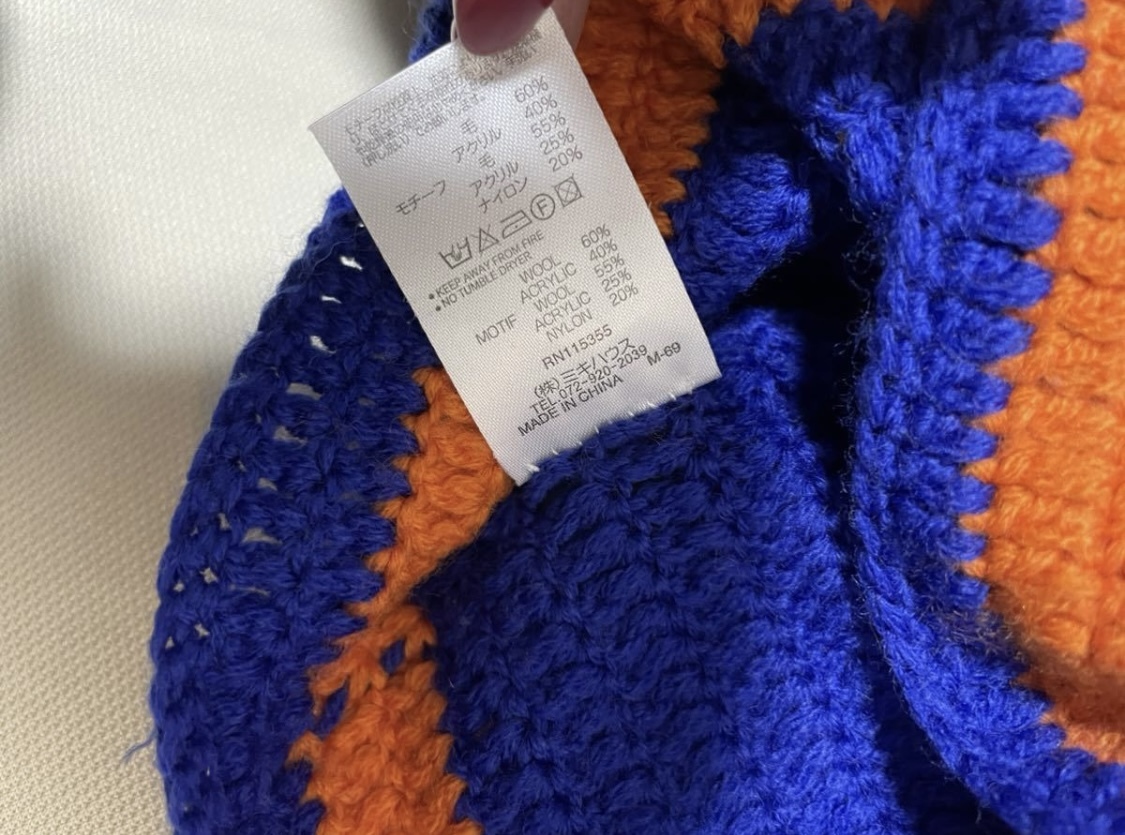 60%
毛 40%
アクリル 55%
毛 25%
モチーフ アクリル 20%
ナイロン
• KEEP AWAY FROM FIRE
• NO TUMBLE DRYER
WOOL 60%
ACRYLIC 40%
WOOL 55%
MOTIF ACRYLIC 25%
NYLON 20%
RN115355
(株)ミキハウス M-69
TEL.072-920-2039
MADE IN CHINA